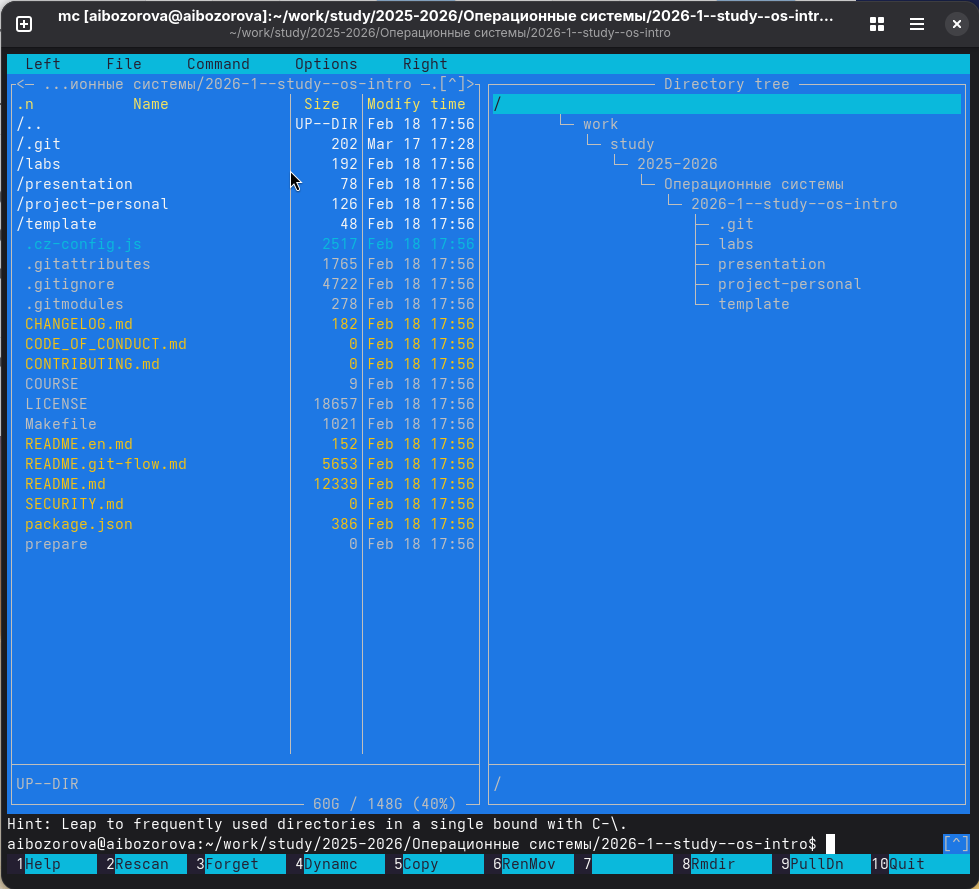 mc [aibozorova@aibozorova]:~/work/study/2025-2026/Операционные системы/2026-1--study--os-intr…
~/work/study/2025-2026/Операционные системы/2026-1--study--os-intro
Left File Command Options Right
<— ...ионные системы/2026-1--study--os-intro —.[^]>
.n Name Size Modify time
/.. UP--DIR Feb 18 17:56
/.git 202 Mar 17 17:28
/labs 192 Feb 18 17:56
/presentation 78 Feb 18 17:56
/project-personal 126 Feb 18 17:56
/template 48 Feb 18 17:56
.cz-config.js 2517 Feb 18 17:56
.gitattributes 1765 Feb 18 17:56
.gitignore 4722 Feb 18 17:56
.gitmodules 278 Feb 18 17:56
CHANGELOG.md 182 Feb 18 17:56
CODE_OF_CONDUCT.md 0 Feb 18 17:56
CONTRIBUTING.md 0 Feb 18 17:56
COURSE 9 Feb 18 17:56
LICENSE 18657 Feb 18 17:56
Makefile 1021 Feb 18 17:56
README.en.md 152 Feb 18 17:56
README.git-flow.md 5653 Feb 18 17:56
README.md 12339 Feb 18 17:56
SECURITY.md 0 Feb 18 17:56
package.json 386 Feb 18 17:56
prepare 0 Feb 18 17:56
UP--DIR
60G / 148G (40%)
Directory tree
/
work
study
2025-2026
Операционные системы
2026-1--study--os-intro
.git
labs
presentation
project-personal
template
/
Hint: Leap to frequently used directories in a single bound with C-\.
aibozorova@aibozorova:~/work/study/2025-2026/Операционные системы/2026-1--study--os-intro$ [^]
1Help 2Rescan 3Forget 4Dynamc 5Copy 6RenMov 7 8Rmdir 9PullDn 10Quit